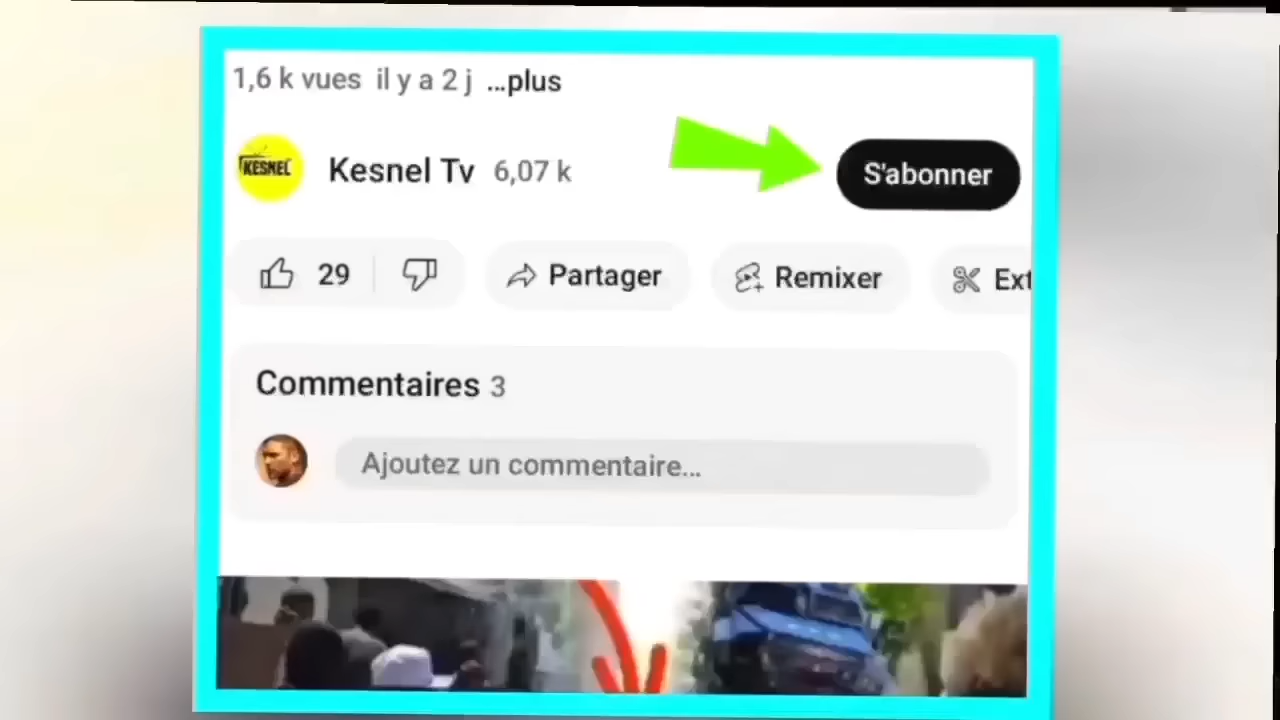 1,6 k vues il y a 2 j ...plus
KESNEL
Kesnel Tv 6,07 k
S'abonner
29
Partager
Remixer
Ext
Commentaires 3
Ajoutez un commentaire...